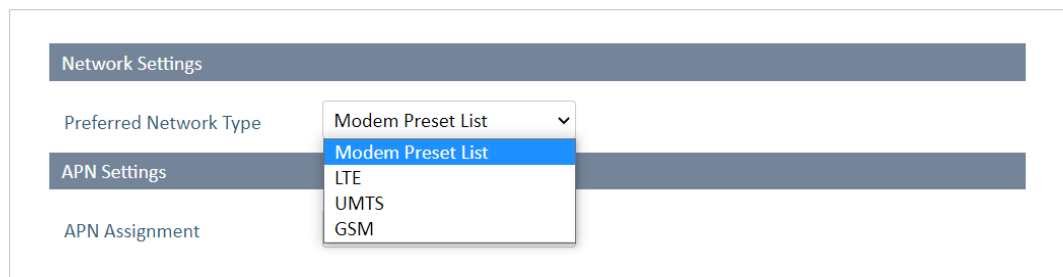 Network Settings
Preferred Network Type
Modem Preset List
Modem Preset List
LTE
UMTS
GSM
APN Settings
APN Assignment